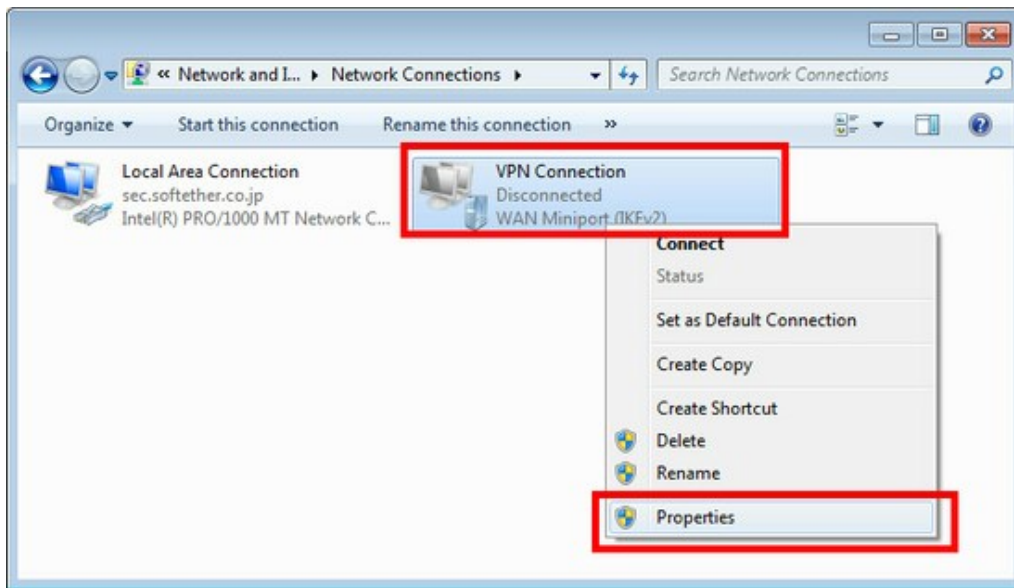 « Network and I... ▸ Network Connections ▸
Search Network Connections
Organize ▾ Start this connection Rename this connection »
Local Area Connection
sec.softether.co.jp
Intel(R) PRO/1000 MT Network C...
VPN Connection
Disconnected
WAN Miniport (IKEv2)
Connect
Status
Set as Default Connection
Create Copy
Create Shortcut
Delete
Rename
Properties